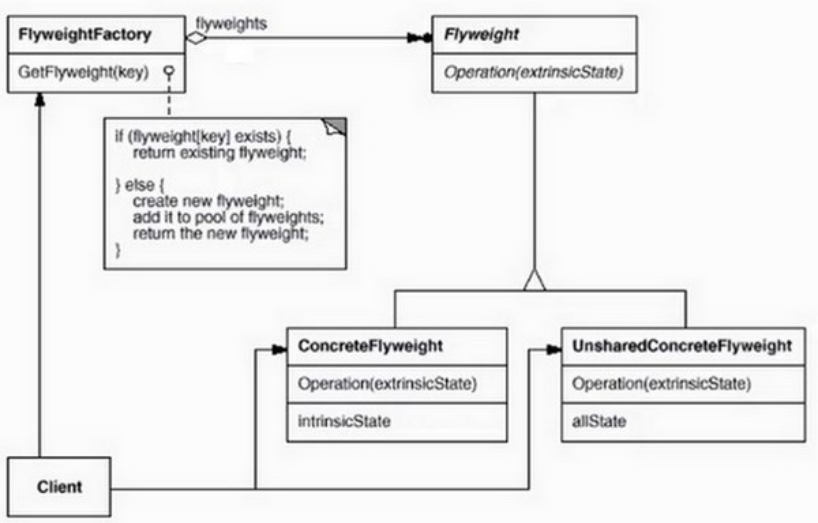 FlyweightFactory
flyweights
Flyweight
GetFlyweight(key)
Operation(extrinsicState)
if (flyweight[key] exists) {
return existing flyweight;
} else {
create new flyweight;
add it to pool of flyweights;
return the new flyweight;
}
ConcreteFlyweight
UnsharedConcreteFlyweight
Operation(extrinsicState)
Operation(extrinsicState)
intrinsicState
allState
Client